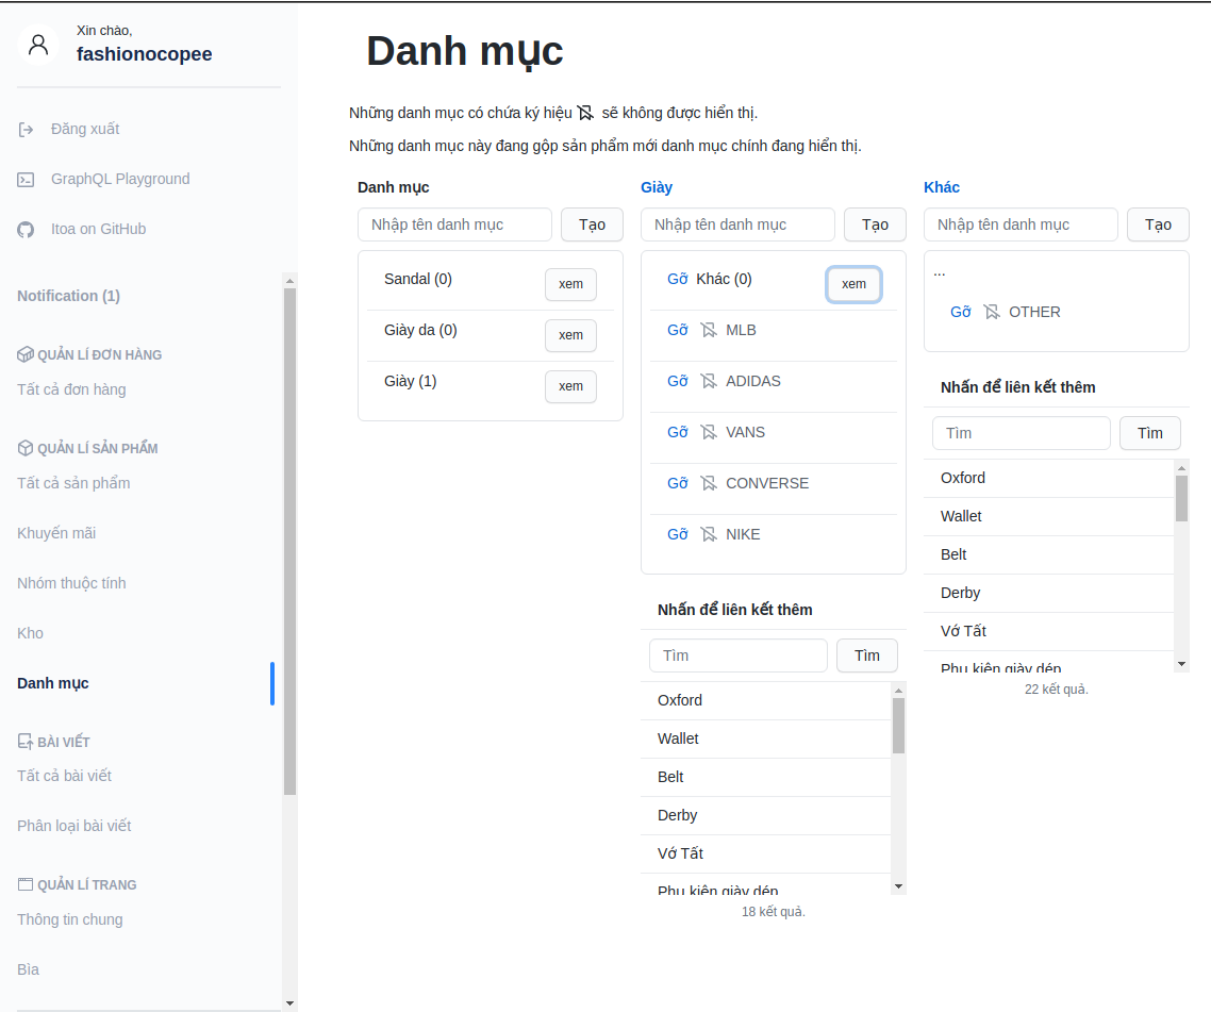 Xin chào,
fashionocopee
Đăng xuất
GraphQL Playground
Itoa on GitHub
Notification (1)
QUẢN LÍ ĐƠN HÀNG
Tất cả đơn hàng
QUẢN LÍ SẢN PHẨM
Tất cả sản phẩm
Khuyến mãi
Nhóm thuộc tính
Kho
Danh mục
BÀI VIẾT
Tất cả bài viết
Phân loại bài viết
QUẢN LÍ TRANG
Thông tin chung
Bìa
Danh mục
Những danh mục có chứa ký hiệu sẽ không được hiển thị.
Những danh mục này đang gộp sản phẩm mới danh mục chính đang hiển thị.
Danh mục
Nhập tên danh mục Tạo
Sandal (0) xem
Giày da (0) xem
Giày (1) xem
Giày
Nhập tên danh mục Tạo
Gỡ Khác (0) xem
Gỡ MLB
Gỡ ADIDAS
Gỡ VANS
Gỡ CONVERSE
Gỡ NIKE
Nhấn để liên kết thêm
Tìm Tìm
Oxford
Wallet
Belt
Derby
Vớ Tất
Phụ kiện giày dép
18 kết quả.
Khác
Nhập tên danh mục Tạo
...
Gỡ OTHER
Nhấn để liên kết thêm
Tìm Tìm
Oxford
Wallet
Belt
Derby
Vớ Tất
Phụ kiện giày dép
22 kết quả.